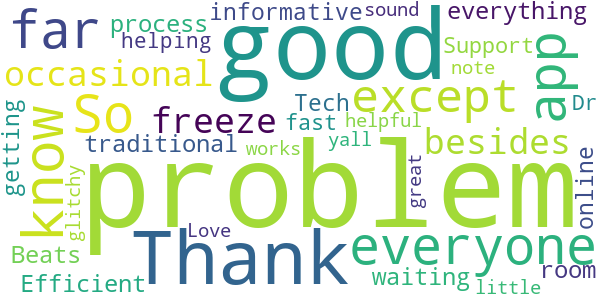 far
process
informative
sound
everything
helping
good
Support
note
app
occasional
So
Tech
except
Dr
getting
know
freeze
fast
helpful
besides
traditional
works
yall
online
glitchy
problem
great
Love
Thank
everyone
Beats
Efficient
waiting
room
little